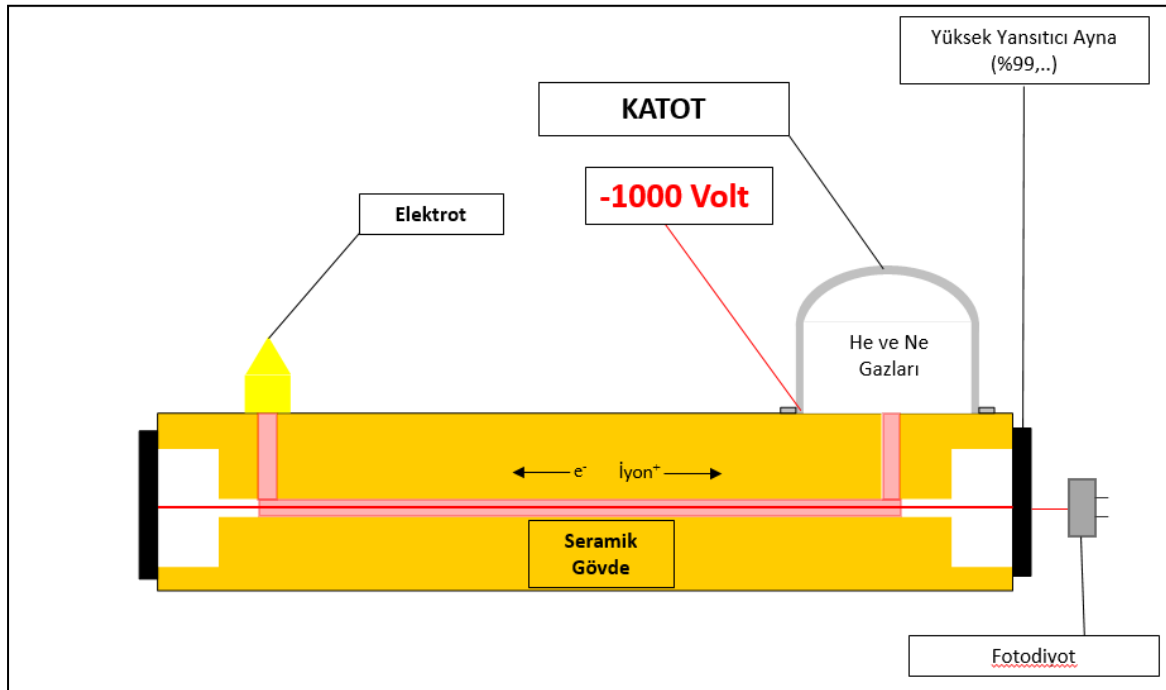 Yüksek Yansıtıcı Ayna
(%99,..)
KATOT
-1000 Volt
Elektrot
He ve Ne
Gazları
e⁻ İyon⁺
Seramik
Gövde
Fotodiyot